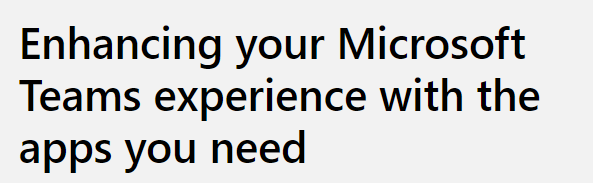 Enhancing your Microsoft
Teams experience with the
apps you need